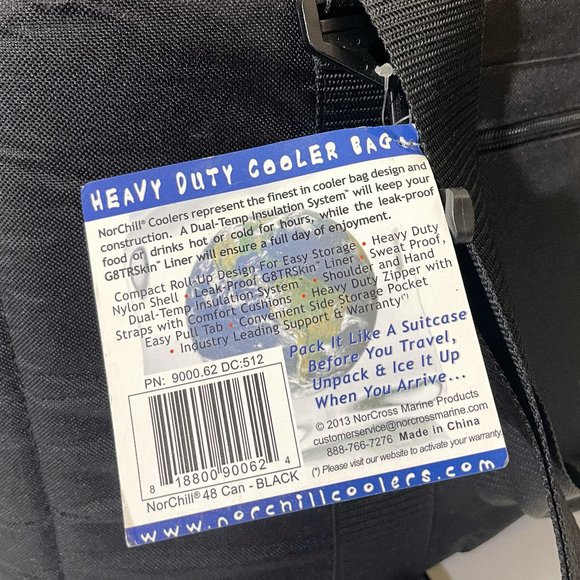 HEAVY DUTY COOLER BAG
NorChill® Coolers represent the finest in cooler bag design and
construction. A Dual-Temp Insulation System™ will keep your
food or drinks hot or cold for hours, while the leak-proof
G8TRSkin™ Liner will ensure a full day of enjoyment.
Compact Roll-Up Design For Easy Storage • Heavy Duty
Nylon Shell • Leak-Proof G8TRSkin™ Liner • Sweat Proof,
Dual-Temp Insulation System • Shoulder and Hand
Straps with Comfort Cushions • Heavy Duty Zipper with
Easy Pull Tab • Convenient Side Storage Pocket
• Industry Leading Support & Warranty(*)
Pack It Like A Suitcase
Before You Travel,
Unpack & Ice It Up
When You Arrive...
PN: 9000.62 DC:512
8 18800 90062 4
NorChill® 48 Can - BLACK
© 2013 NorCross Marine Products
customerservice@norcrossmarine.com
888-766-7276 Made in China
(*) Please visit our website to activate your warranty.
www.norchillcoolers.com